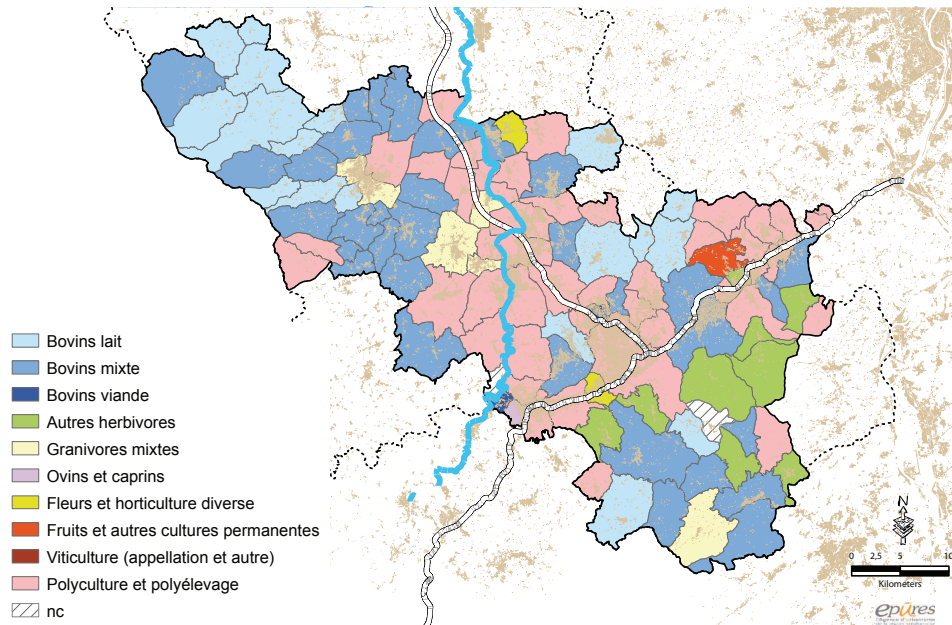 Bovins lait
Bovins mixte
Bovins viande
Autres herbivores
Granivores mixtes
Ovins et caprins
Fleurs et horticulture diverse
Fruits et autres cultures permanentes
Viticulture (appellation et autre)
Polyculture et polyélevage
nc
N
0 2,5 5 10
Kilometers
epures